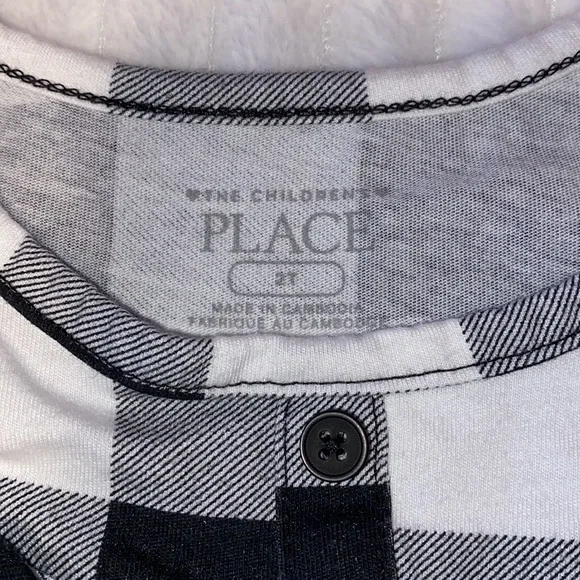 ♥THE CHILDREN'S♥
PLACE
2T
MADE IN CAMBODIA
FABRIQUÉ AU CAMBODGE